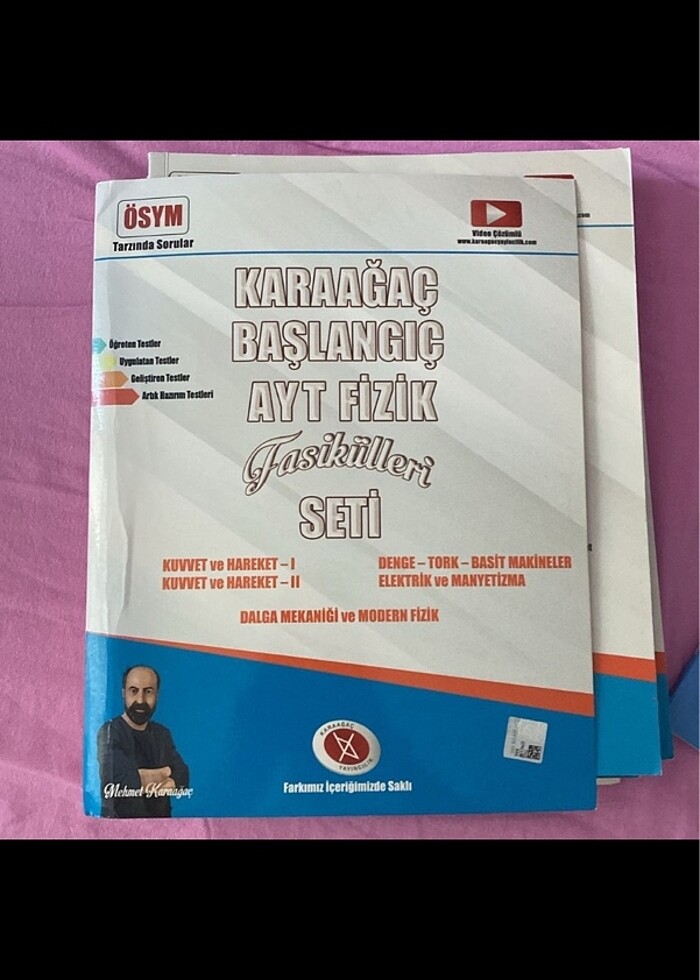 ÖSYM
Tarzında Sorular
Video Çözümlü
www.karaagacyayincilik.com
.com
KARAAĞAÇ
BAŞLANGIÇ
AYT FİZİK
Fasikülleri
SETİ
Öğreten Testler
Uygulatan Testler
Geliştiren Testler
Artık Hazırım Testleri
KUVVET ve HAREKET – I
KUVVET ve HAREKET – II
DENGE – TORK – BASİT MAKİNELER
ELEKTRİK ve MANYETİZMA
DALGA MEKANİĞİ ve MODERN FİZİK
Mehmet Karaağaç
KARAAĞAÇ
YAYINCILIK
Farkımız İçeriğimizde Saklı